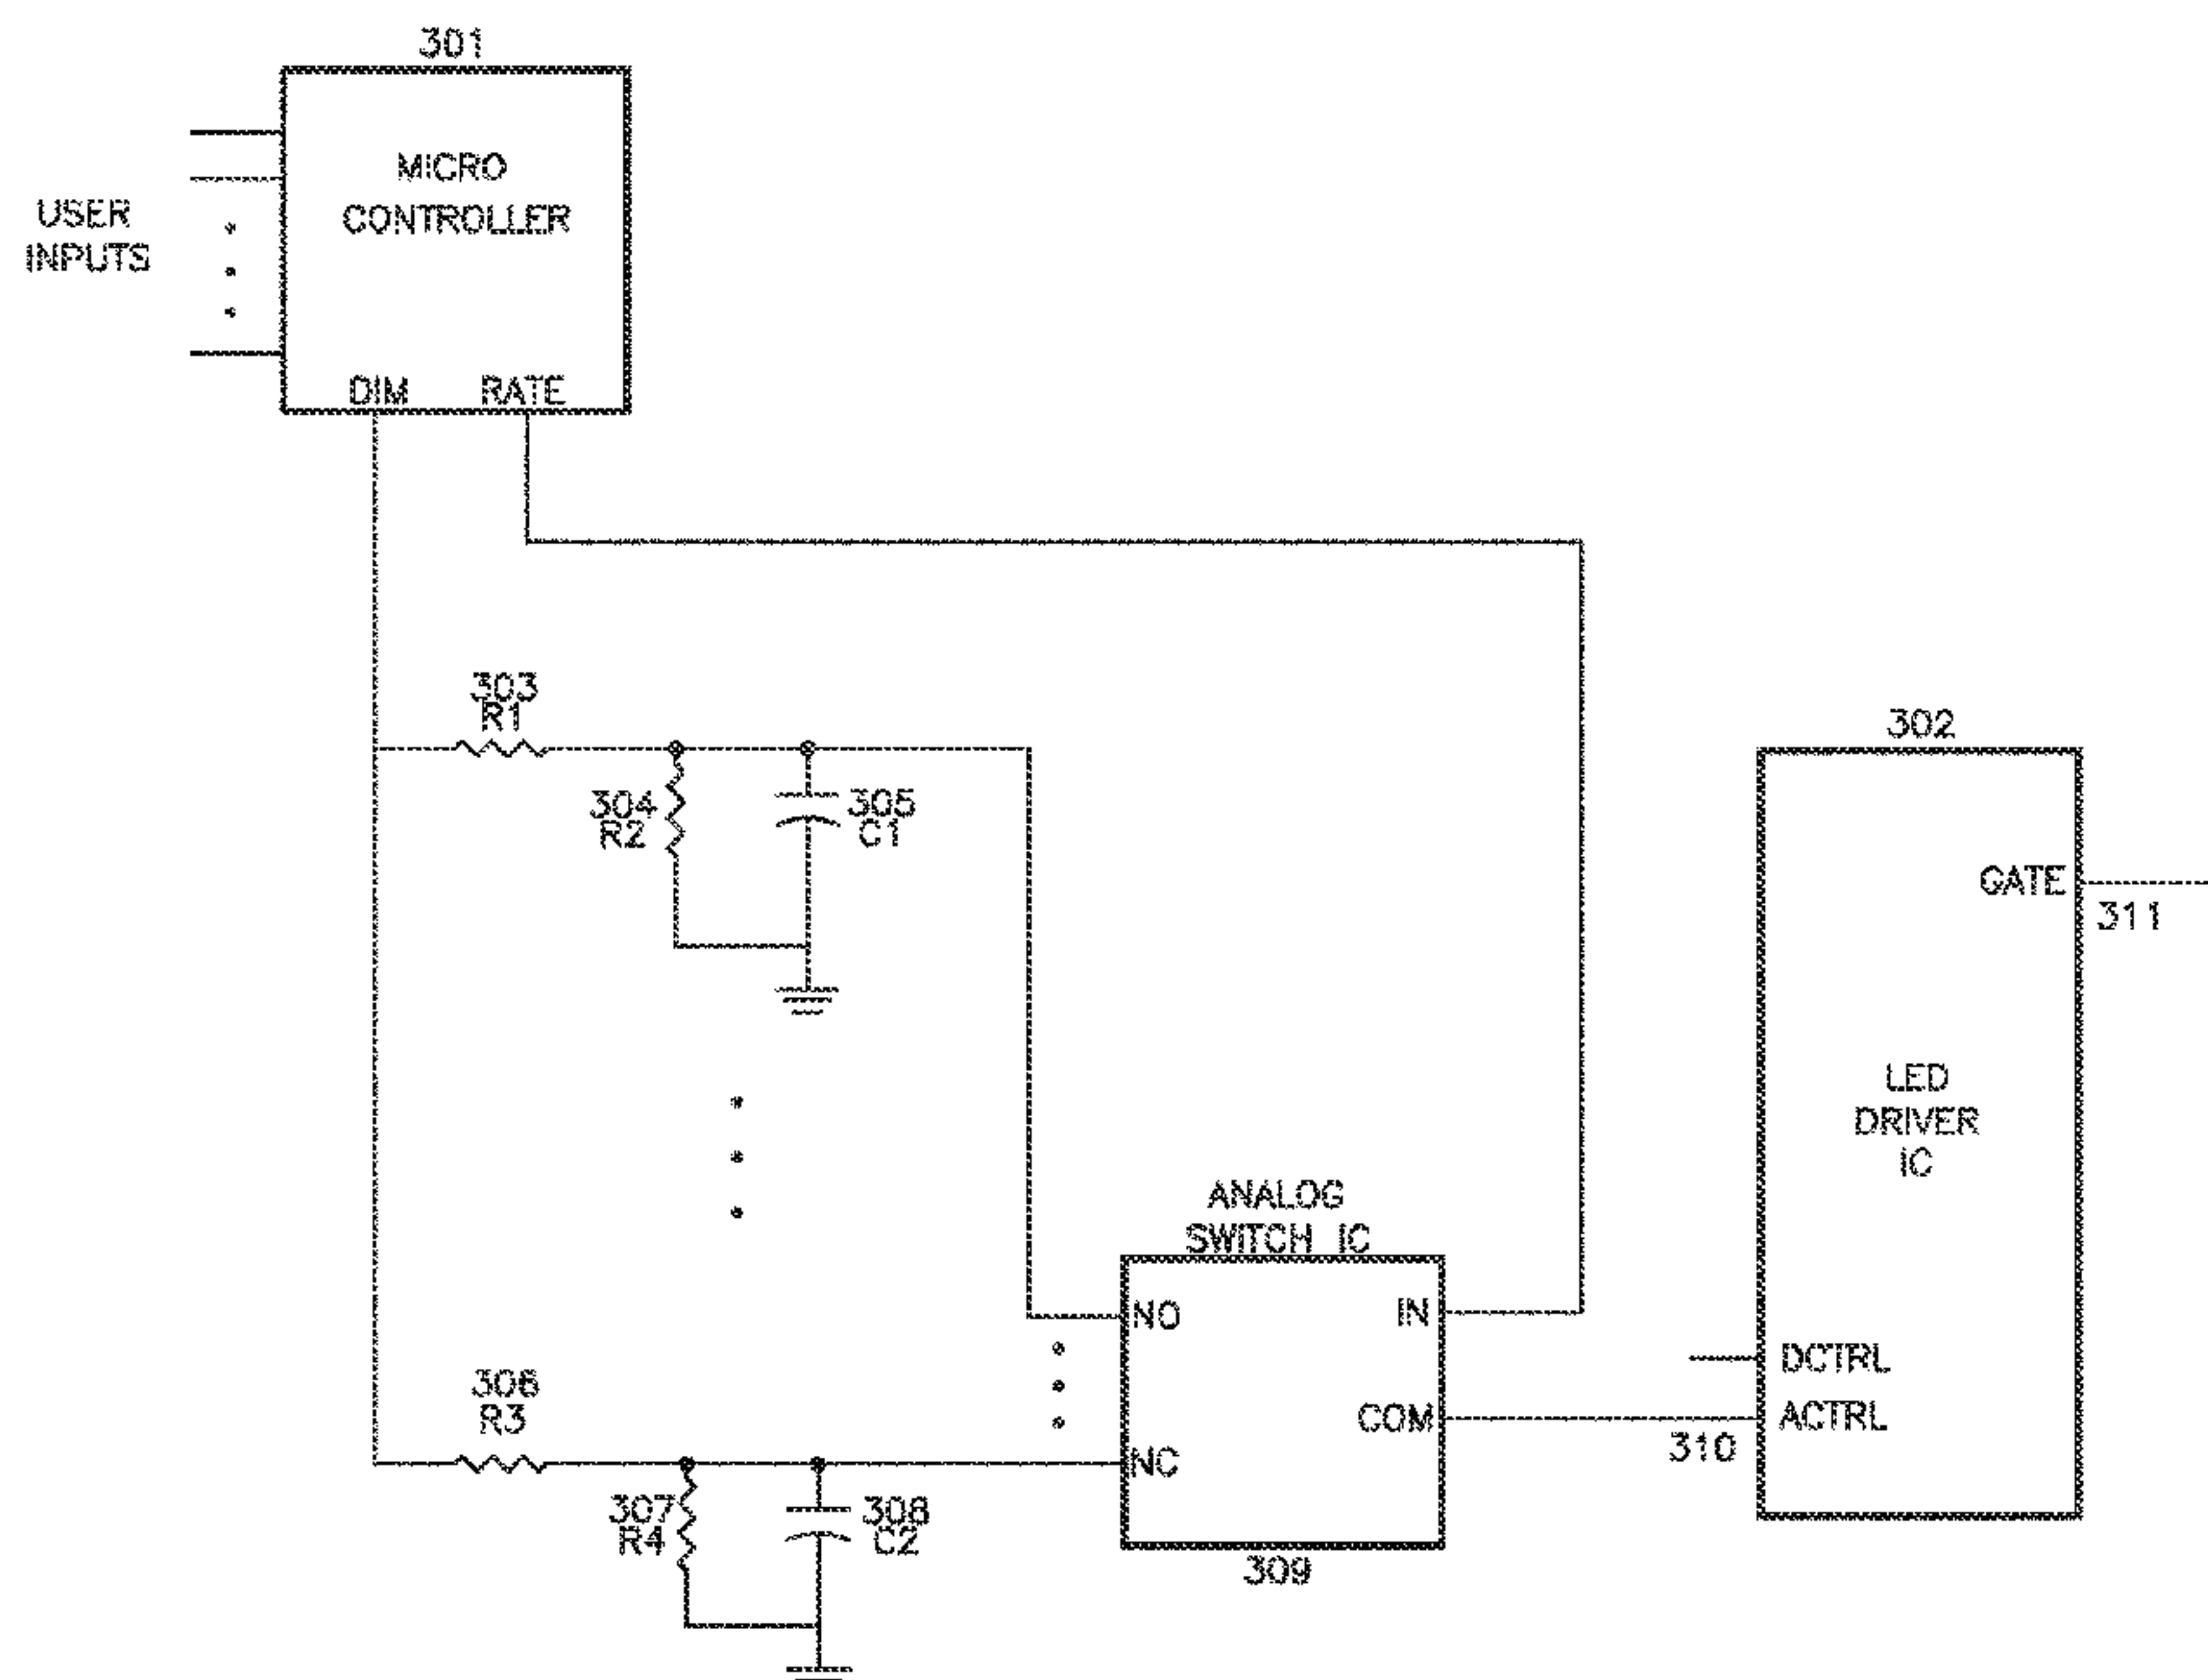 301
MICRO
CONTROLLER
USER
INPUTS
DIM RATE
303
R1
304
R2
305
C1
302
GATE
311
LED
DRIVER
IC
ANALOG
SWITCH IC
NO
IN
DCTRL
COM
ACTRL
310
NC
306
R3
307
R4
308
C2
309